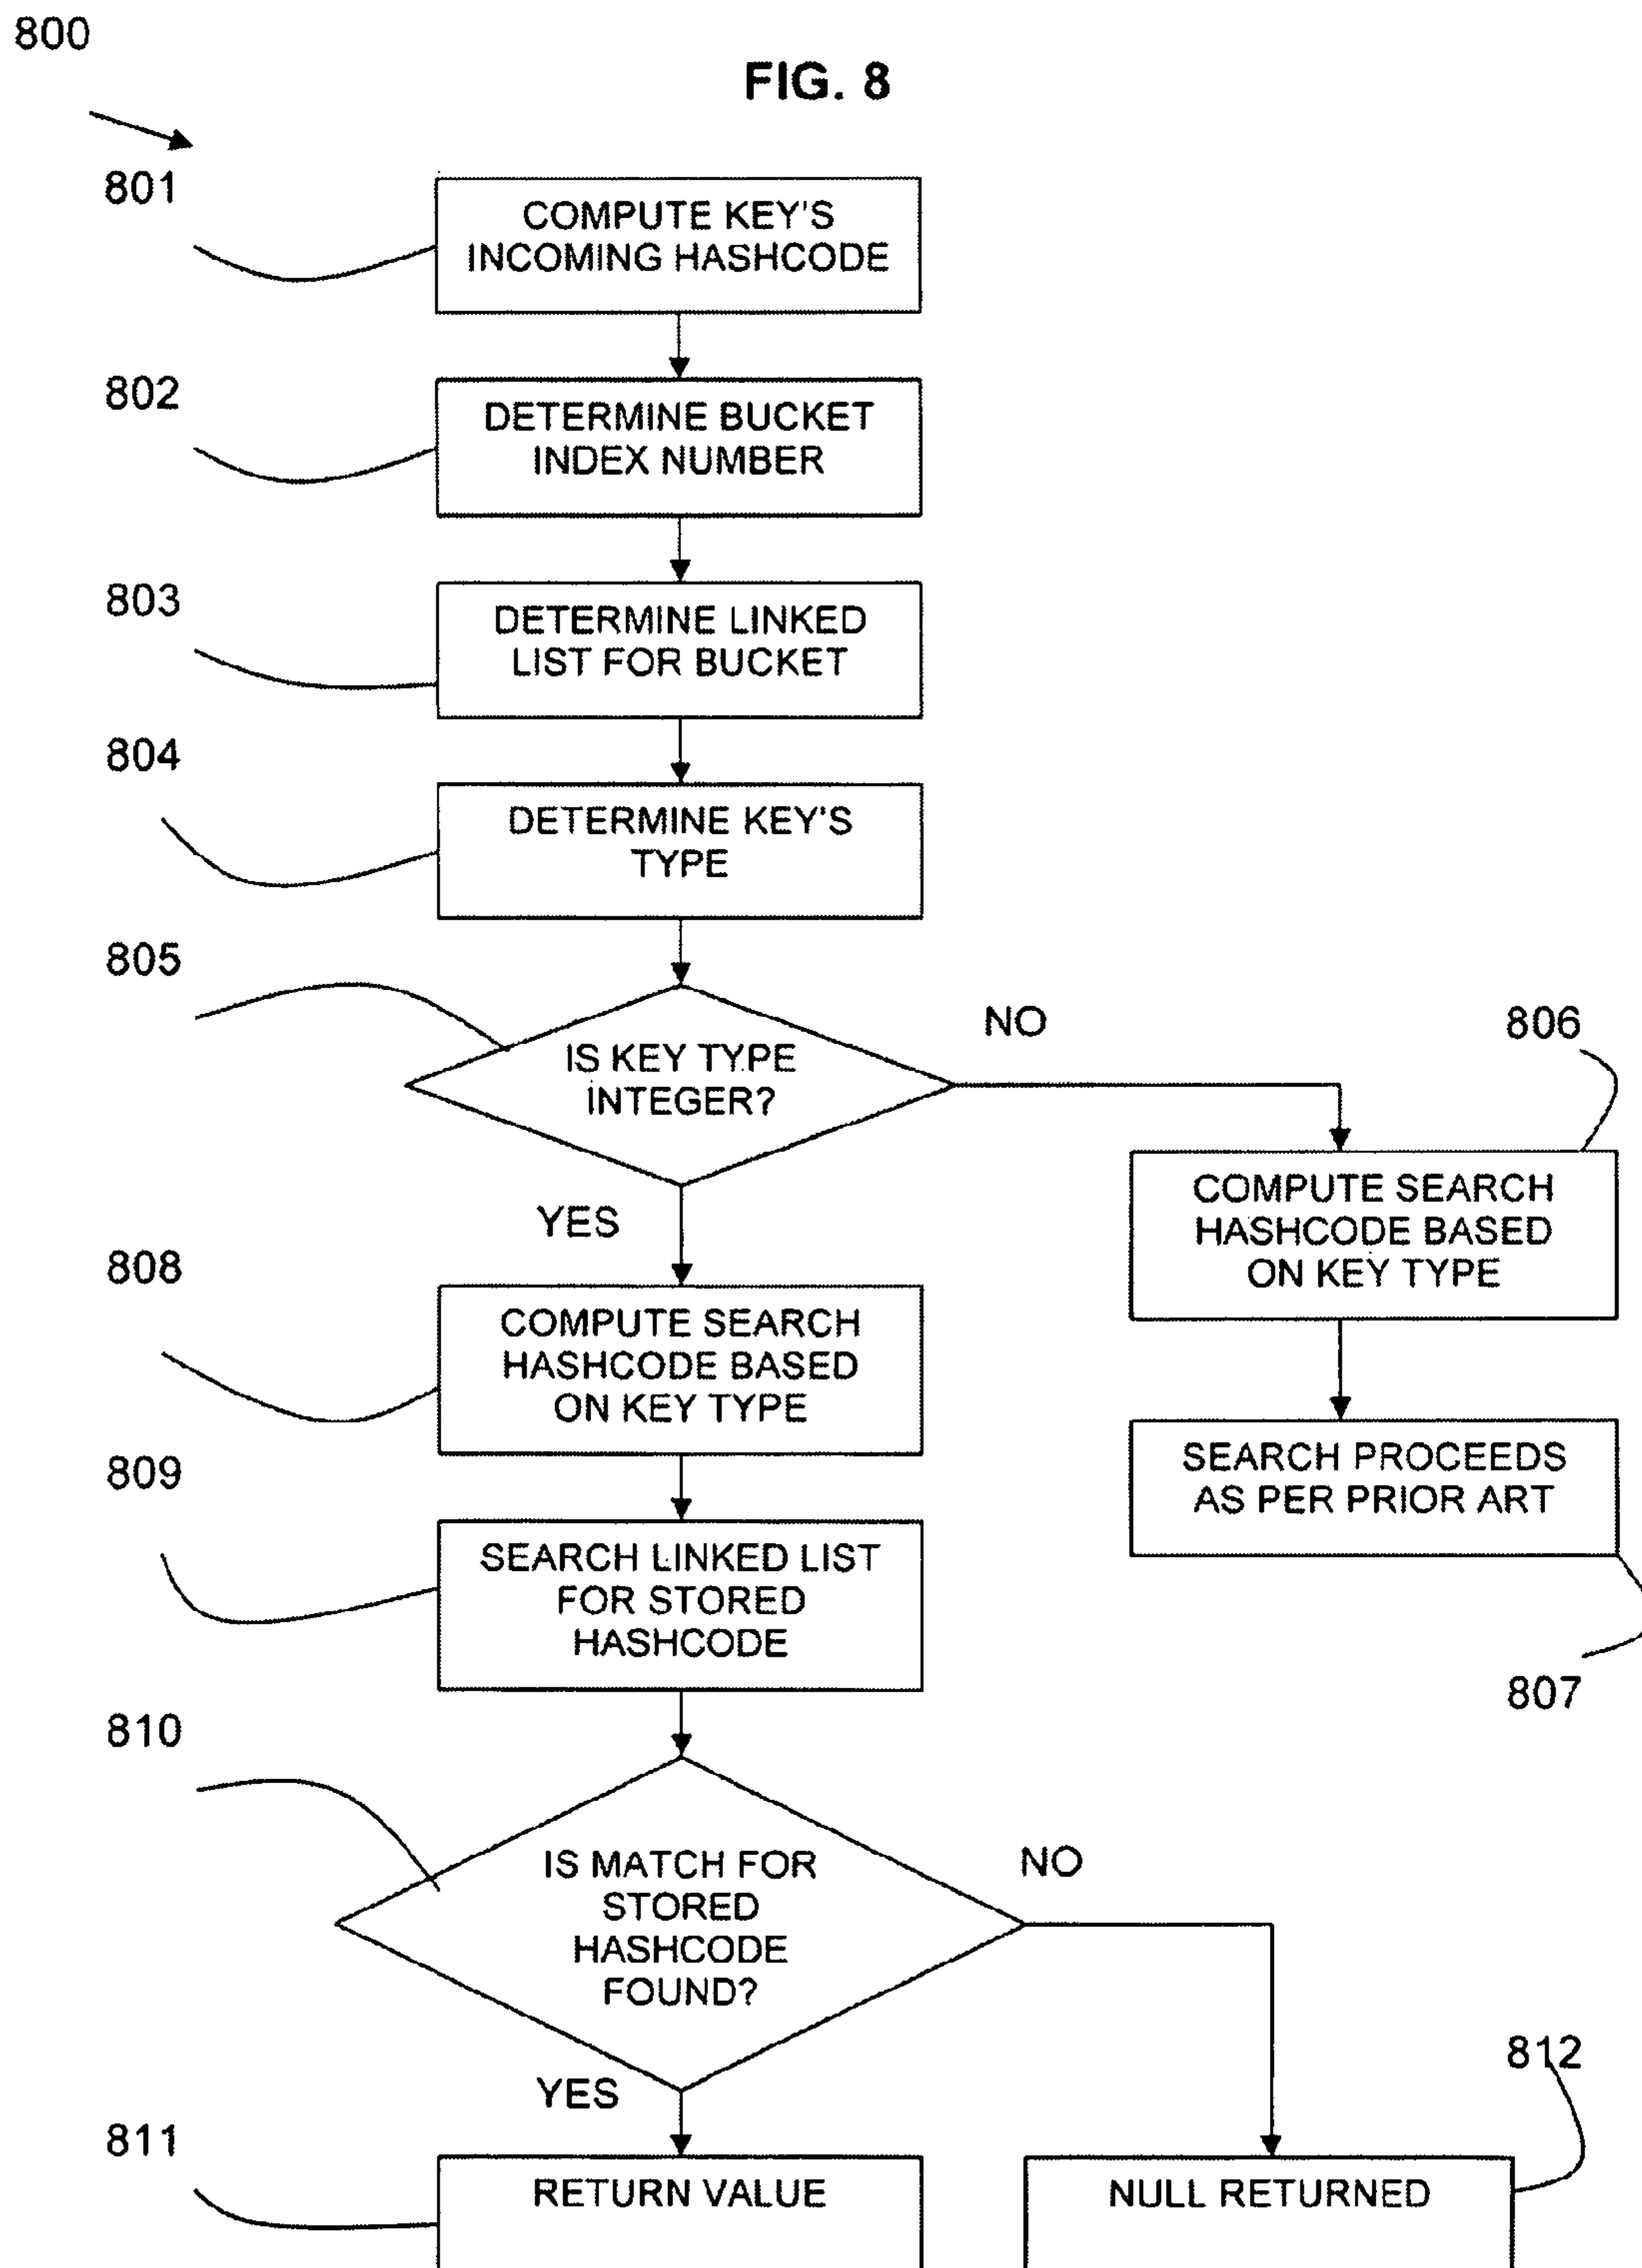 800
FIG. 8
801
COMPUTE KEY'S
INCOMING HASHCODE
802
DETERMINE BUCKET
INDEX NUMBER
803
DETERMINE LINKED
LIST FOR BUCKET
804
DETERMINE KEY'S
TYPE
805
IS KEY TYPE
INTEGER?
NO
806
COMPUTE SEARCH
HASHCODE BASED
ON KEY TYPE
YES
808
COMPUTE SEARCH
HASHCODE BASED
ON KEY TYPE
SEARCH PROCEEDS
AS PER PRIOR ART
807
809
SEARCH LINKED LIST
FOR STORED
HASHCODE
810
IS MATCH FOR
STORED
HASHCODE
FOUND?
NO
YES
811
RETURN VALUE
812
NULL RETURNED